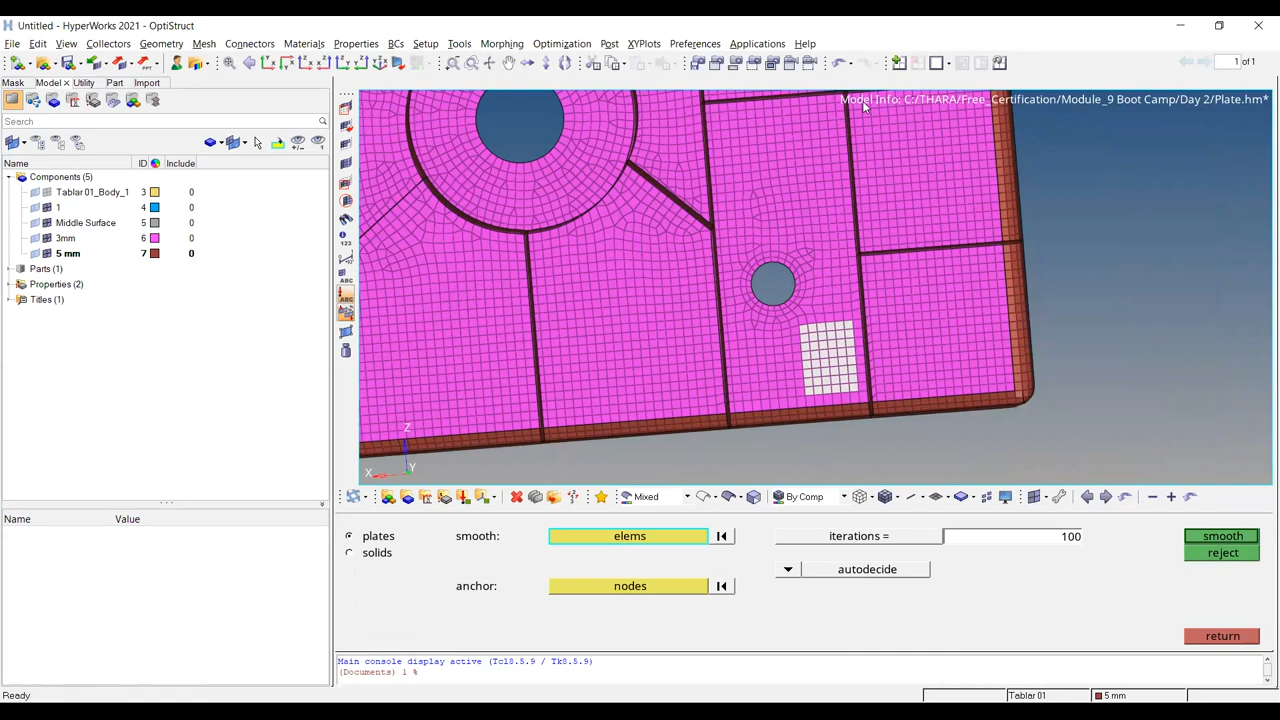 Untitled - HyperWorks 2021 - OptiStruct
File Edit View Collectors Geometry Mesh Connectors Materials Properties BCs Setup Tools Morphing Optimization Post XYPlots Preferences Applications Help
1 of 1
Mask Model × Utility Part Import
Search
Name ID Include
Components (5)
Tablar 01_Body_1 3 0
1 4 0
Middle Surface 5 0
3mm 6 0
5 mm 7 0
Parts (1)
Properties (2)
Titles (1)
Name Value
Model Info: C:/THARA/Free_Certification/Module_9 Boot Camp/Day 2/Plate.hm*
123
ABC
ABC
Z
X
Y
Mixed By Comp
plates smooth: elems iterations = 100 smooth
solids reject
autodecide
anchor: nodes
return
Main console display active (Tcl8.5.9 / Tk8.5.9)
(Documents) 1 %
Ready Tablar 01 5 mm